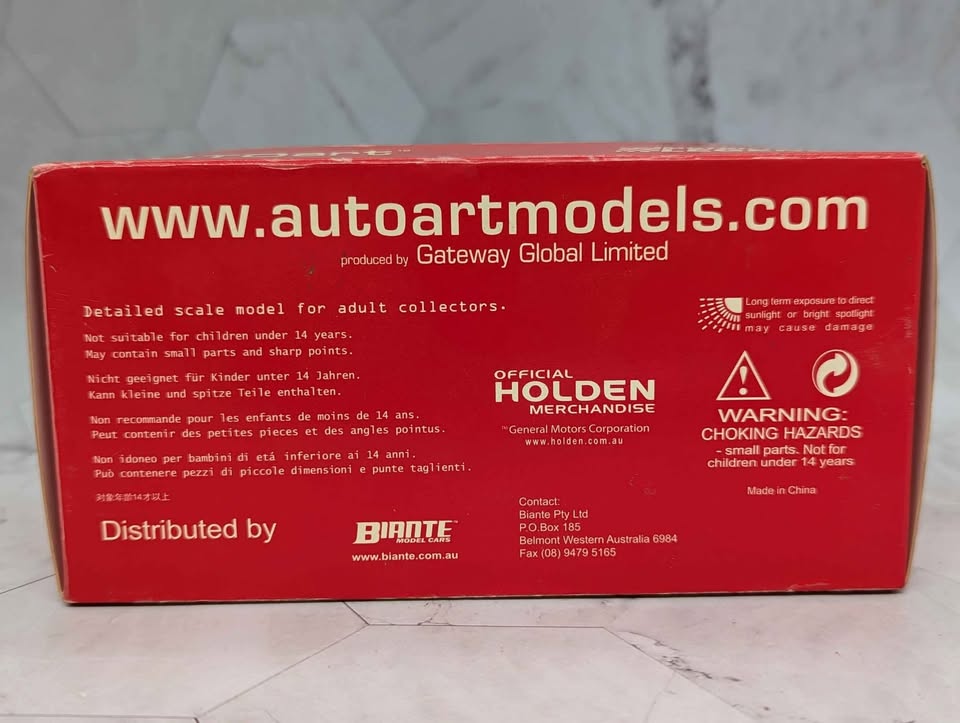 www.autoartmodels.com
produced by Gateway Global Limited
Detailed scale model for adult collectors.
Not suitable for children under 14 years.
May contain small parts and sharp points.
Nicht geeignet für Kinder unter 14 Jahren.
Kann kleine und spitze Teile enthalten.
Non recommande pour les enfants de moins de 14 ans.
Peut contenir des petites pieces et des angles pointus.
Non idoneo per bambini di etá inferiore ai 14 anni.
Può contenere pezzi di piccole dimensioni e punte taglienti.
対象年齢14才以上
Long term exposure to direct
sunlight or bright spotlight
may cause damage
OFFICIAL
HOLDEN
MERCHANDISE
™General Motors Corporation
www.holden.com.au
WARNING:
CHOKING HAZARDS
- small parts. Not for
children under 14 years
Made in China
Distributed by
BIANTE™
MODEL CARS
www.biante.com.au
Contact:
Biante Pty Ltd
P.O.Box 185
Belmont Western Australia 6984
Fax (08) 9479 5165